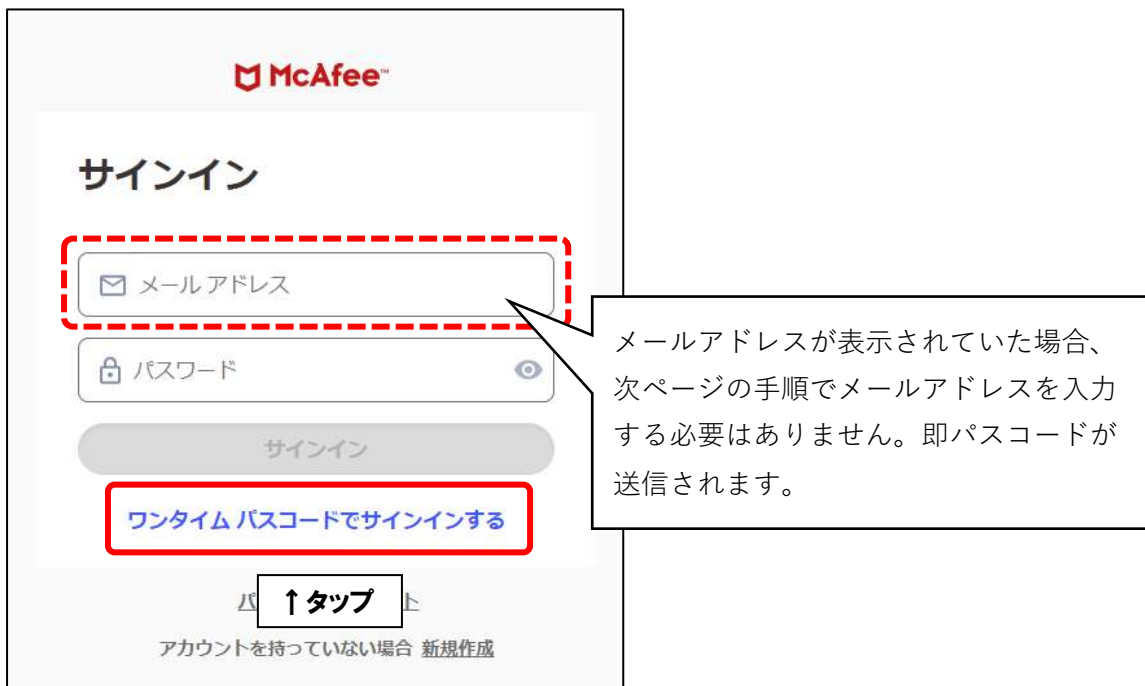 McAfee™
サインイン
メール アドレス
パスワード
サインイン
ワンタイム パスコードでサインインする
パ
↑タップ
ト
アカウントを持っていない場合 新規作成
メールアドレスが表示されていた場合、
次ページの手順でメールアドレスを入力
する必要はありません。即パスコードが
送信されます。